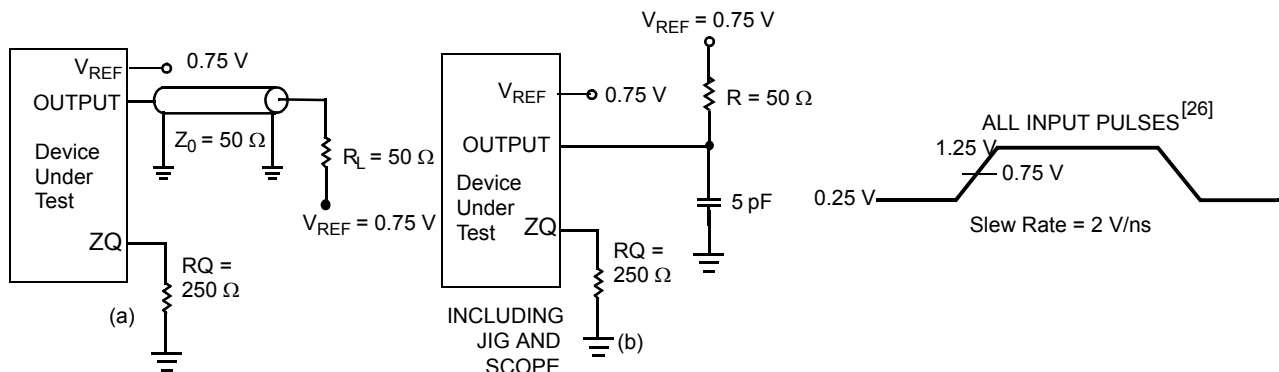 V_REF 0.75 V
OUTPUT
Z_0 = 50 Ω
Device
Under
Test
R_L = 50 Ω
V_REF = 0.75 V
ZQ
RQ =
250 Ω
(a)
V_REF = 0.75 V
V_REF 0.75 V
R = 50 Ω
OUTPUT
Device
Under
Test
5 pF
ZQ
RQ =
250 Ω
INCLUDING
JIG AND
SCOPE
(b)
ALL INPUT PULSES[26]
1.25 V
0.75 V
0.25 V
Slew Rate = 2 V/ns